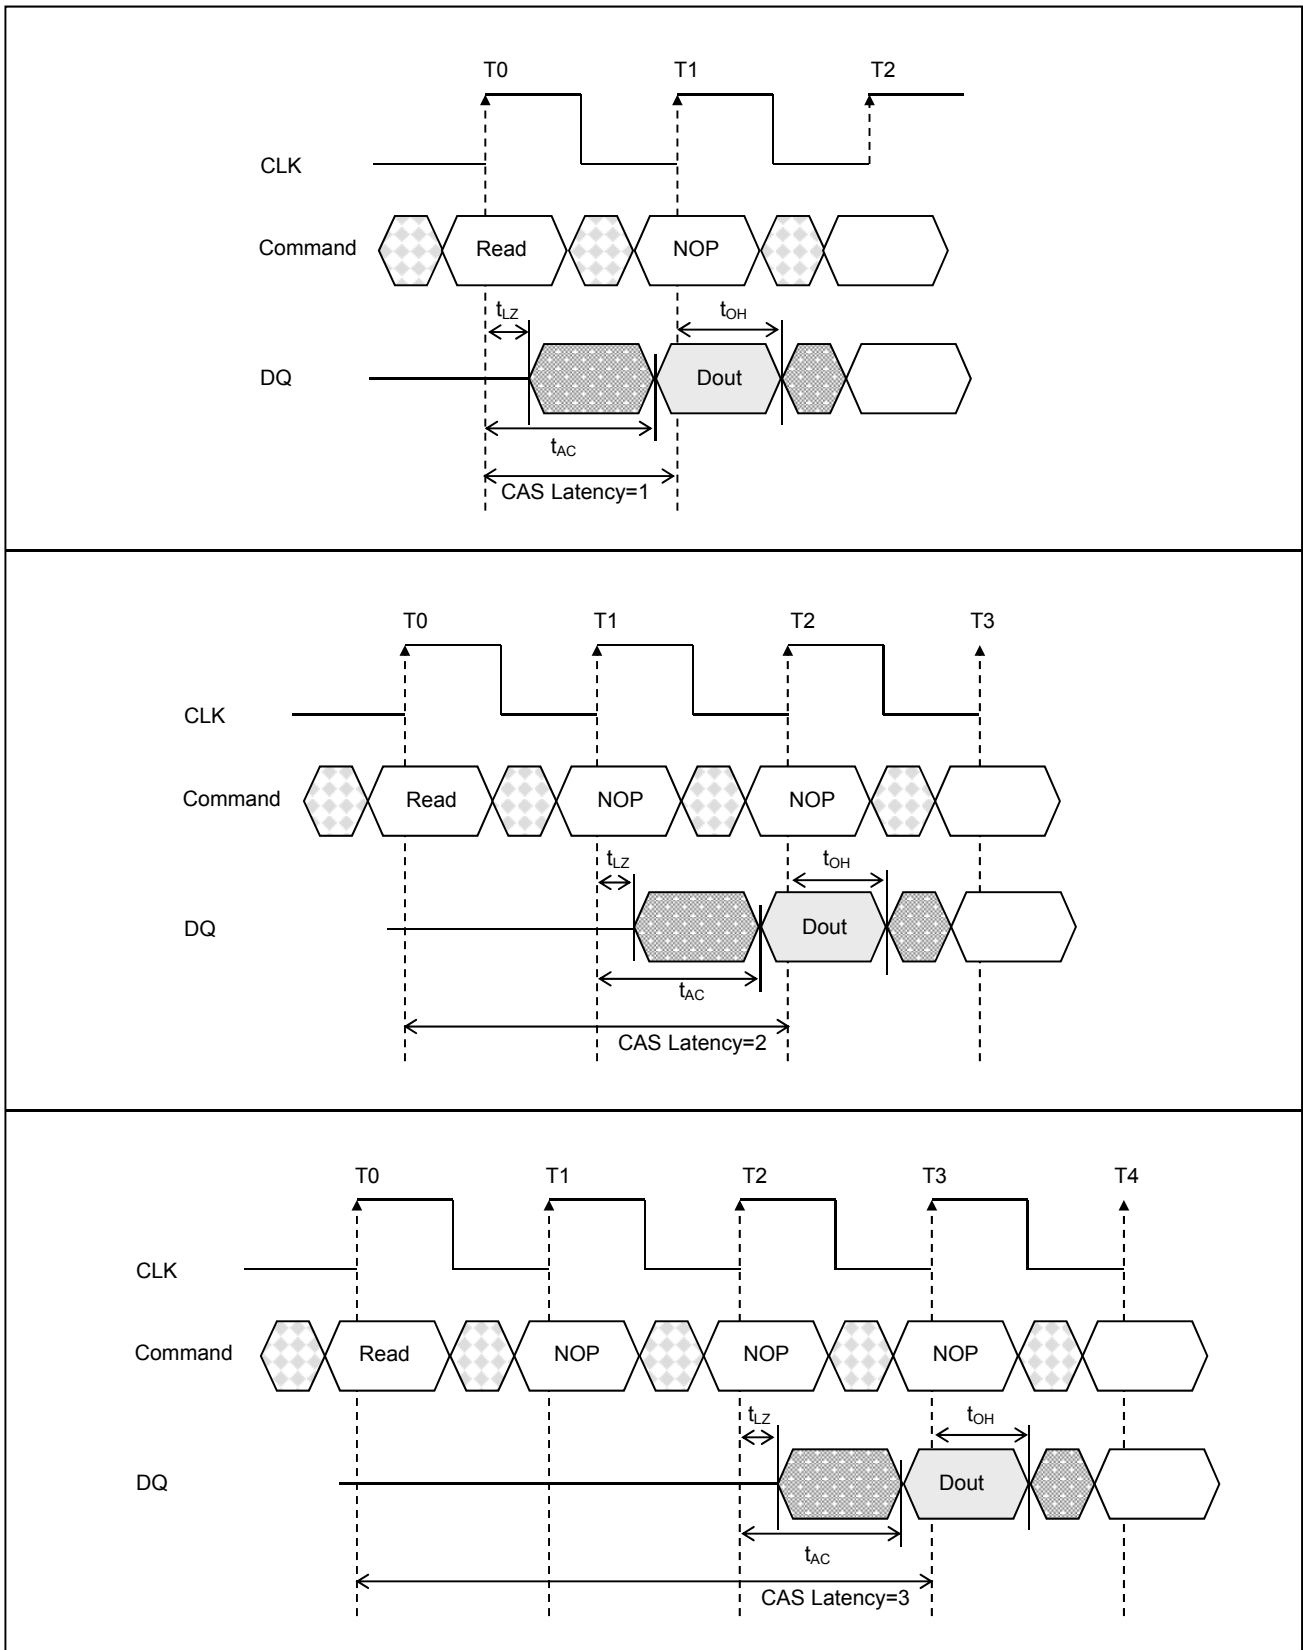 T0 T1 T2
CLK
Command Read NOP
tLZ tOH
DQ Dout
tAC
CAS Latency=1
T0 T1 T2 T3
CLK
Command Read NOP NOP
tLZ tOH
DQ Dout
tAC
CAS Latency=2
T0 T1 T2 T3 T4
CLK
Command Read NOP NOP NOP
tLZ tOH
DQ Dout
tAC
CAS Latency=3